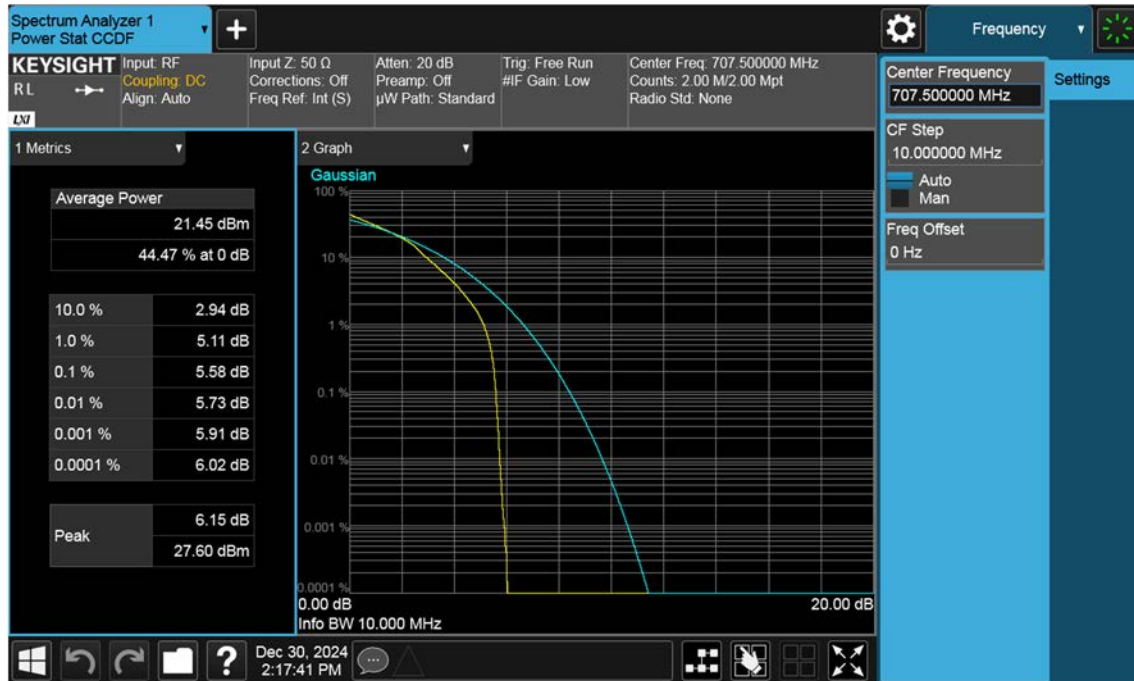 Spectrum Analyzer 1
Power Stat CCDF
Frequency
KEYSIGHT
RL
LXI
Input: RF
Coupling: DC
Align: Auto
Input Z: 50 Ω
Corrections: Off
Freq Ref: Int (S)
Atten: 20 dB
Preamp: Off
µW Path: Standard
Trig: Free Run
#IF Gain: Low
Center Freq: 707.500000 MHz
Counts: 2.00 M/2.00 Mpt
Radio Std: None
Center Frequency
707.500000 MHz
Settings
CF Step
10.000000 MHz
Auto
Man
Freq Offset
0 Hz
1 Metrics
Average Power
21.45 dBm
44.47 % at 0 dB
10.0 % 2.94 dB
1.0 % 5.11 dB
0.1 % 5.58 dB
0.01 % 5.73 dB
0.001 % 5.91 dB
0.0001 % 6.02 dB
Peak
6.15 dB
27.60 dBm
2 Graph
Gaussian
100 %
10 %
1 %
0.1 %
0.01 %
0.001 %
0.0001 %
0.00 dB 20.00 dB
Info BW 10.000 MHz
?
Dec 30, 2024
2:17:41 PM